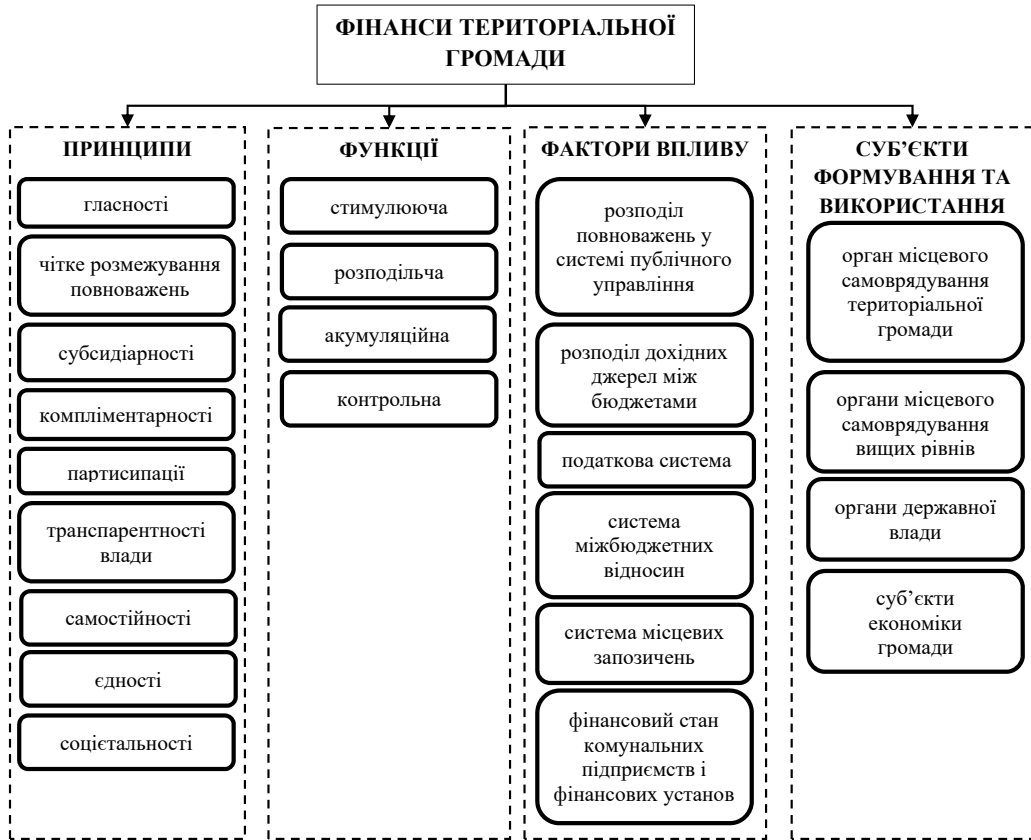 ФІНАНСИ ТЕРИТОРІАЛЬНОЇ
ГРОМАДИ
ПРИНЦИПИ
гласності
чітке розмежування
повноважень
субсидіарності
компліментарності
партисипації
транспарентності
влади
самостійності
єдності
соцієтальності
ФУНКЦІЇ
стимулююча
розподільча
акумуляційна
контрольна
ФАКТОРИ ВПЛИВУ
розподіл
повноважень у
системі публічного
управління
розподіл дохідних
джерел між
бюджетами
податкова система
система
міжбюджетних
відносин
система місцевих
запозичень
фінансовий стан
комунальних
підприємств і
фінансових установ
СУБ’ЄКТИ
ФОРМУВАННЯ ТА
ВИКОРИСТАННЯ
орган місцевого
самоврядування
територіальної
громади
органи місцевого
самоврядування
вищих рівнів
органи державної
влади
суб’єкти
економіки
громади